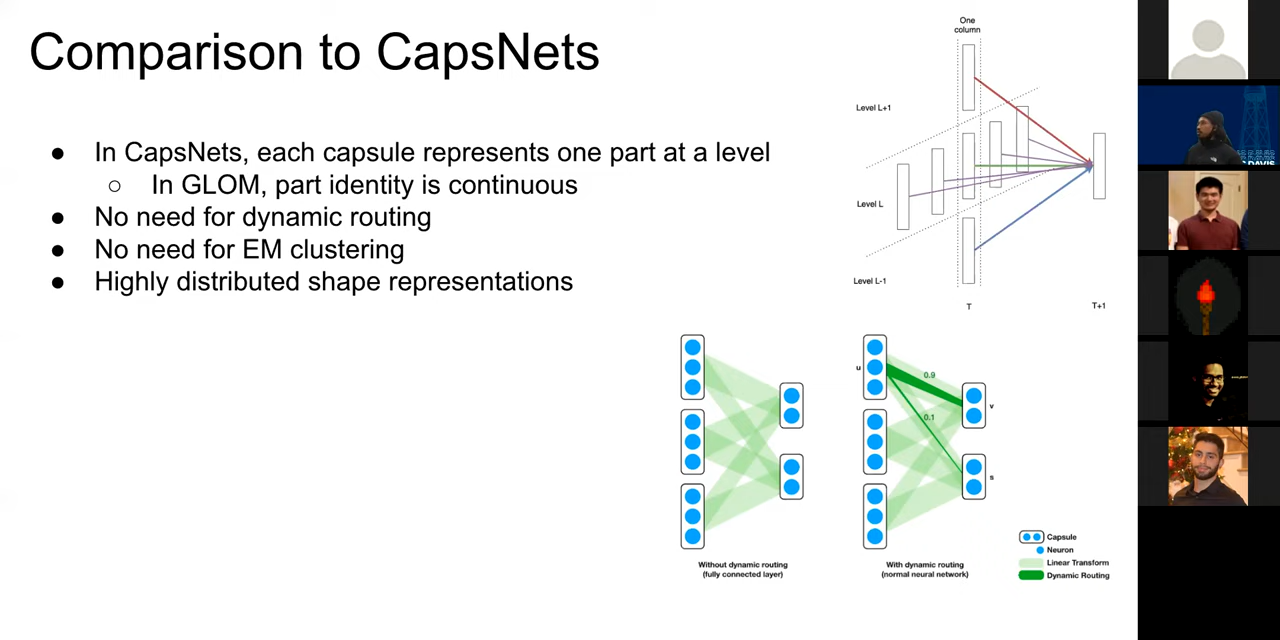 Comparison to CapsNets
● In CapsNets, each capsule represents one part at a level
○ In GLOM, part identity is continuous
● No need for dynamic routing
● No need for EM clustering
● Highly distributed shape representations
One
column
Level L+1
Level L
Level L-1
T
T+1
u
0.9
0.1
v
s
Without dynamic routing
(fully connected layer)
With dynamic routing
(normal neural network)
Capsule
Neuron
Linear Transform
Dynamic Routing
DAVIS